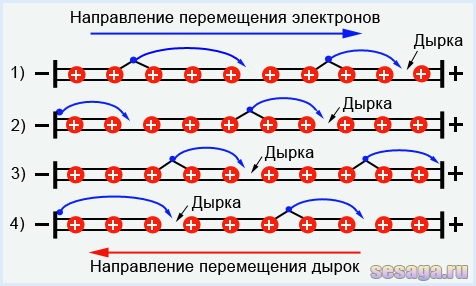 Направление перемещения электронов
Дырка
1) − + + + + + + + + + +
Дырка
2) − + + + + + + + + + + +
Дырка
3) − + + + + + + + + + + +
Дырка
4) − + + + + + + + + + +
Направление перемещения дырок
sesaga.ru